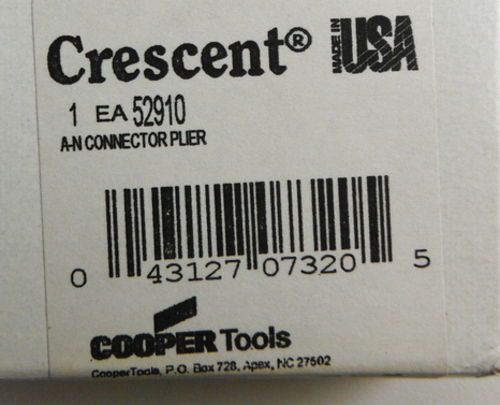 Crescent® MADE IN USA
1 EA 52910
A-N CONNECTOR PLIER
0 43127 07320 5
COOPER Tools
CooperTools, P.O. Box 728, Apex, NC 27502